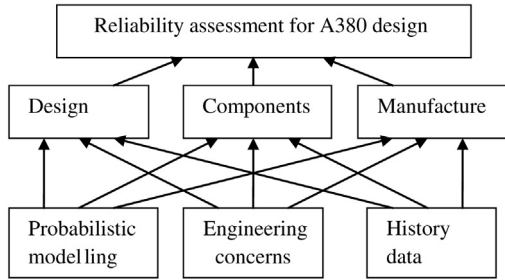 Reliability assessment for A380 design
Design Components Manufacture
Probabilistic Engineering History
modelling concerns data